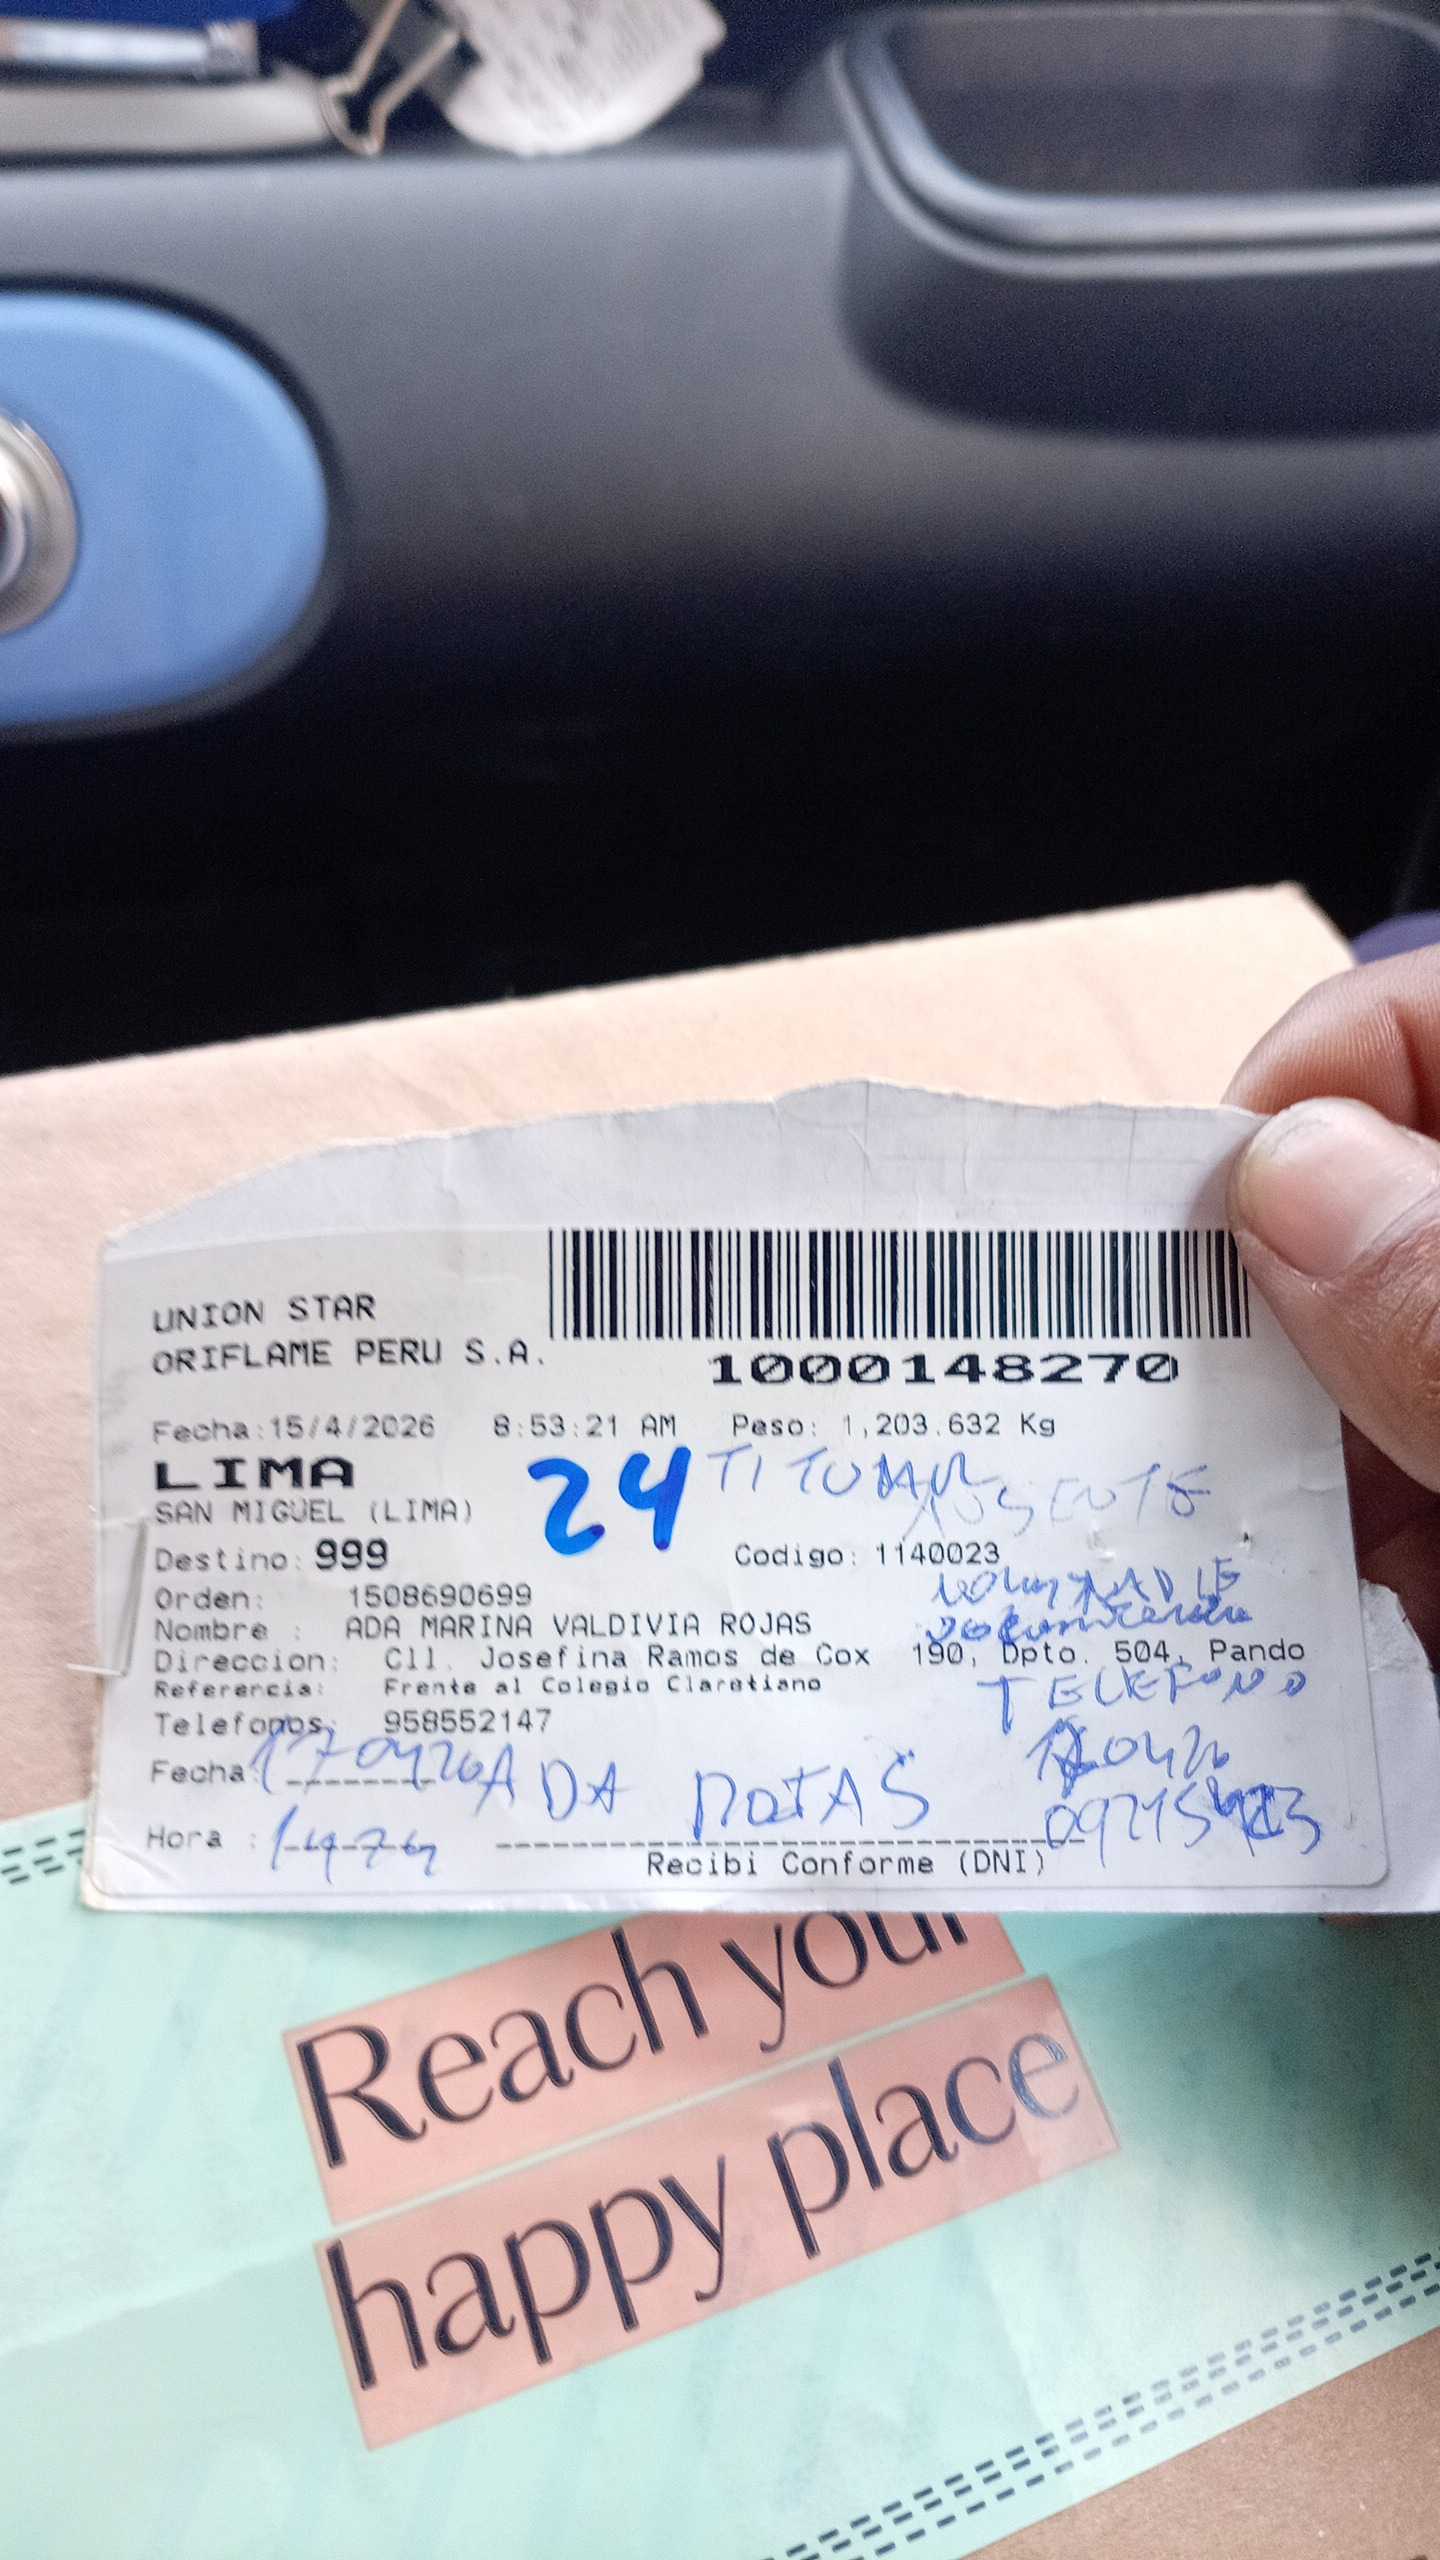 UNION STAR
ORIFLAME PERU S.A.
1000148270
Fecha:15/4/2026 8:53:21 AM Peso: 1,203.632 Kg
LIMA
24 TITULAR
AUSENTE
SAN MIGUEL (LIMA)
Destino: 999 Codigo: 1140023
Orden: 1508690699
Nombre : ADA MARINA VALDIVIA ROJAS
Direccion: Cll. Josefina Ramos de Cox 190, Dpto. 504, Pando
Referencia: Frente al Colegio Claretiano
TELEFONO
Telefonos: 958552147
Fecha: 170426 ADA
Hora :
Recibi Conforme (DNI)
Reach your
happy place